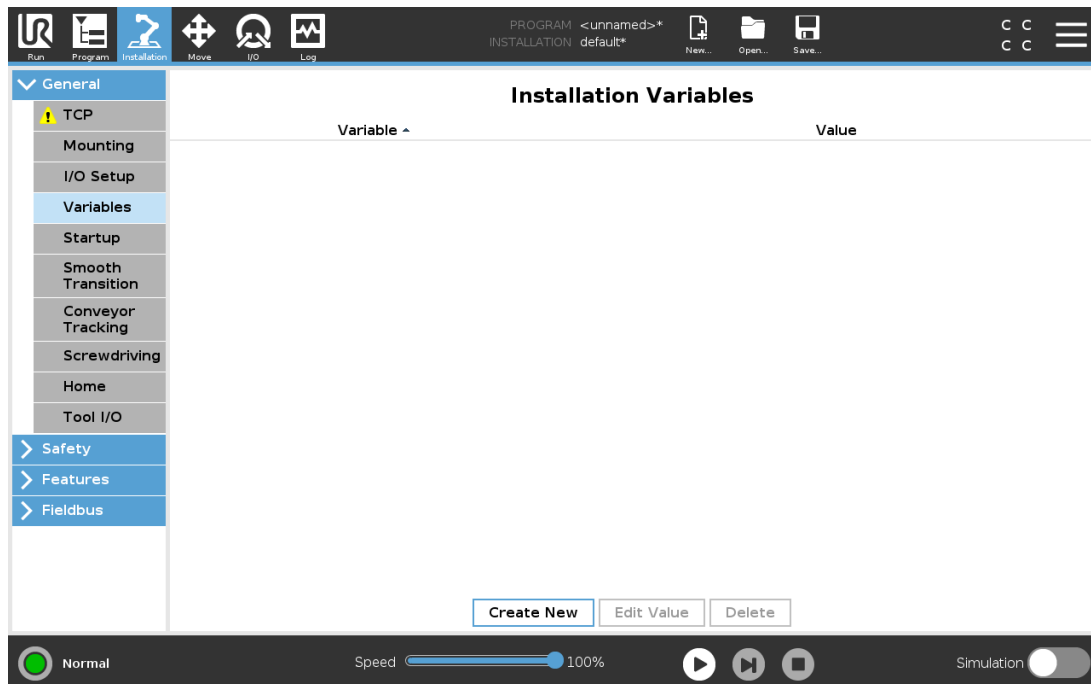 PROGRAM <unnamed>*
INSTALLATION default*
C C
C C
Run
Program
Installation
Move
I/O
Log
New...
Open...
Save...
General
TCP
Mounting
I/O Setup
Variables
Startup
Smooth
Transition
Conveyor
Tracking
Screwdriving
Home
Tool I/O
Safety
Features
Fieldbus
Installation Variables
Variable
Value
Create New
Edit Value
Delete
Normal
Speed
100%
Simulation